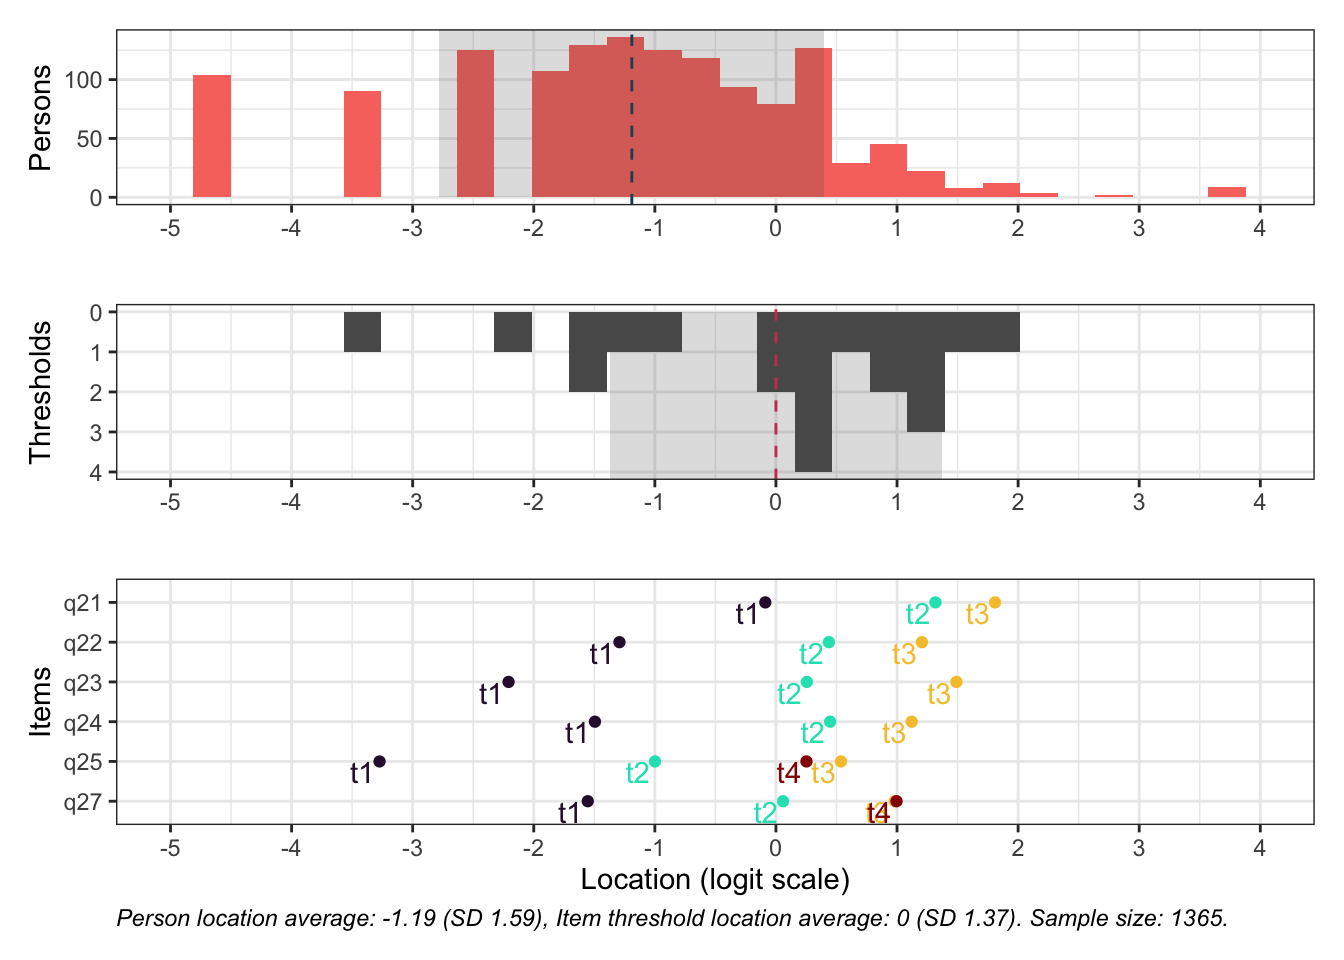 Persons
100
50
0
-5 -4 -3 -2 -1 0 1 2 3 4
Thresholds
0
1
2
3
4
-5 -4 -3 -2 -1 0 1 2 3 4
Items
q21 t1 t2 t3
q22 t1 t2 t3
q23 t1 t2 t3
q24 t1 t2 t3
q25 t1 t2 t4 t3
q27 t1 t2 t4
-5 -4 -3 -2 -1 0 1 2 3 4
Location (logit scale)
Person location average: -1.19 (SD 1.59), Item threshold location average: 0 (SD 1.37). Sample size: 1365.